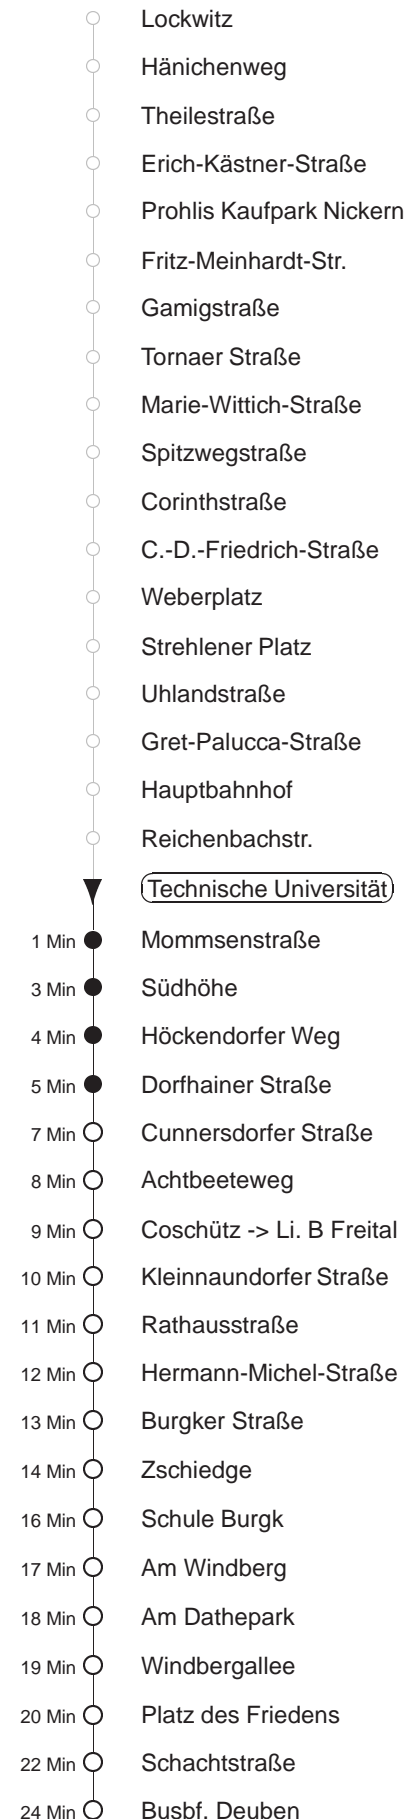 Lockwitz
Hänichenweg
Theilestraße
Erich-Kästner-Straße
Prohlis Kaufpark Nickern
Fritz-Meinhardt-Str.
Gamigstraße
Tornaer Straße
Marie-Wittich-Straße
Spitzwegstraße
Corinthstraße
C.-D.-Friedrich-Straße
Weberplatz
Strehlener Platz
Uhlandstraße
Gret-Palucca-Straße
Hauptbahnhof
Reichenbachstr.
Technische Universität
1 Min Mommsenstraße
3 Min Südhöhe
4 Min Höckendorfer Weg
5 Min Dorfhainer Straße
7 Min Cunnersdorfer Straße
8 Min Achtbeeteweg
9 Min Coschütz -> Li. B Freital
10 Min Kleinnaundorfer Straße
11 Min Rathausstraße
12 Min Hermann-Michel-Straße
13 Min Burgker Straße
14 Min Zschiedge
16 Min Schule Burgk
17 Min Am Windberg
18 Min Am Dathepark
19 Min Windbergallee
20 Min Platz des Friedens
22 Min Schachtstraße
24 Min Busbf. Deuben